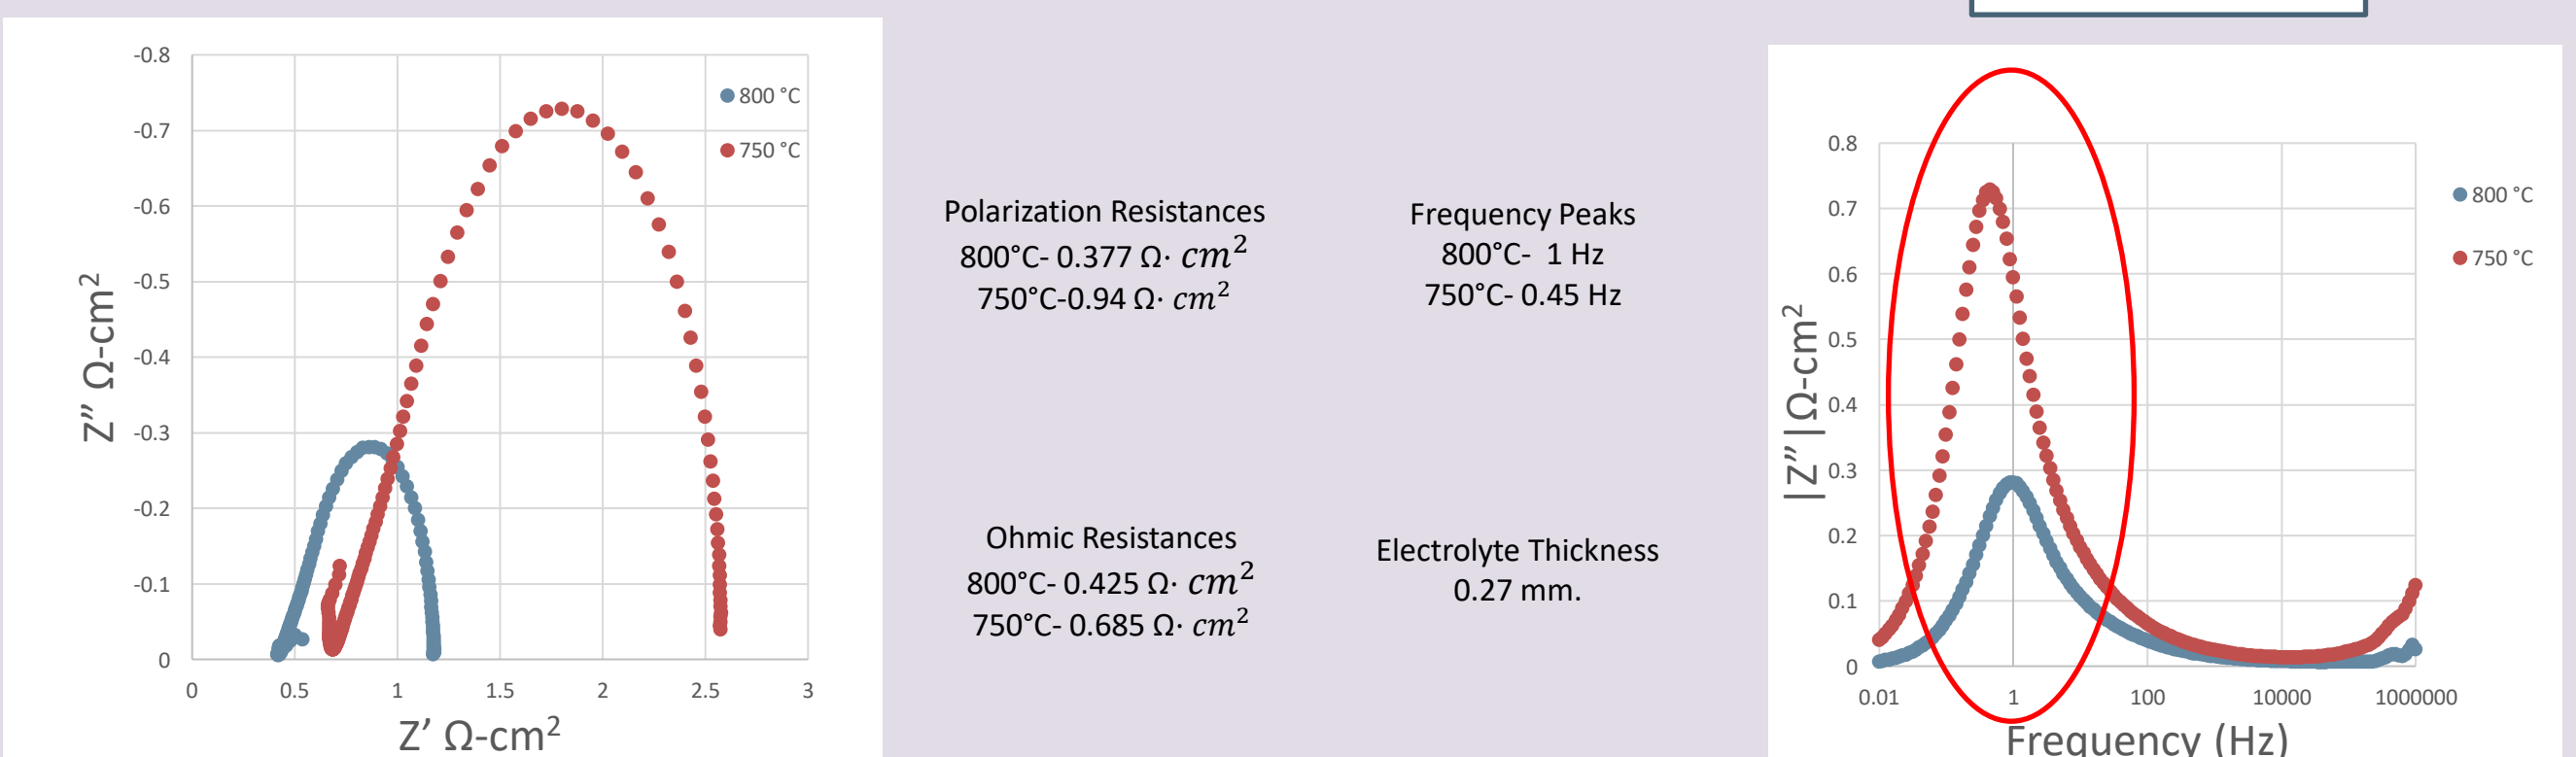 -0.8
-0.7
-0.6
-0.5
-0.4
-0.3
-0.2
-0.1
0
0 0.5 1 1.5 2 2.5 3
Z’’ Ω-cm²
Z’ Ω-cm²
800 °C
750 °C
Polarization Resistances
800°C- 0.377 Ω· cm²
750°C-0.94 Ω· cm²
Frequency Peaks
800°C- 1 Hz
750°C- 0.45 Hz
Ohmic Resistances
800°C- 0.425 Ω· cm²
750°C- 0.685 Ω· cm²
Electrolyte Thickness
0.27 mm.
0.8
0.7
0.6
0.5
0.4
0.3
0.2
0.1
0
0.01 1 100 10000 1000000
|Z’’ |Ω-cm²
Frequency (Hz)
800 °C
750 °C